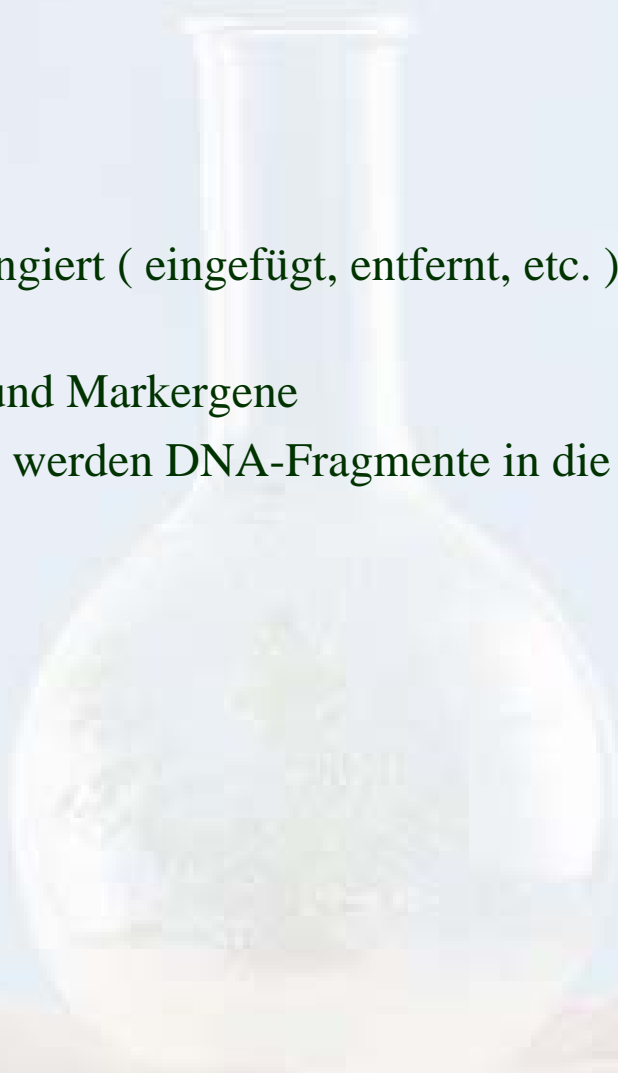 ngiert ( eingefügt, entfernt, etc. )
und Markergene
werden DNA-Fragmente in die